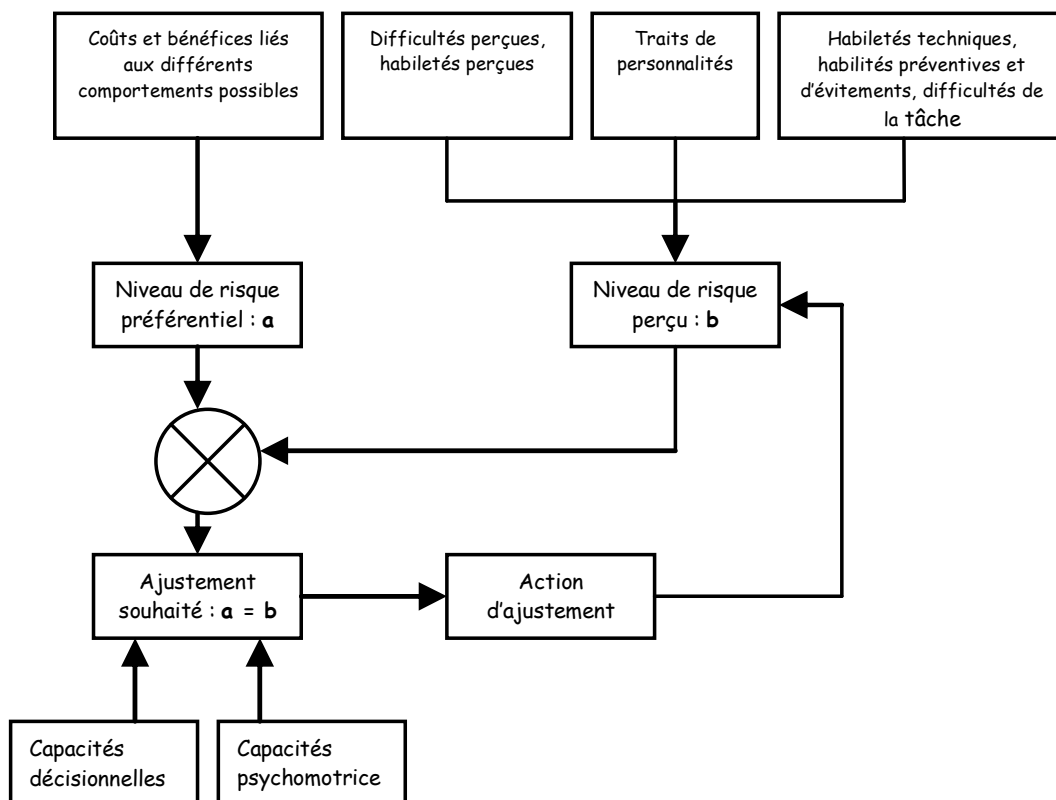 Coûts et bénéfices liés
aux différents
comportements possibles
Difficultés perçues,
habiletés perçues
Traits de
personnalités
Habiletés techniques,
habilités préventives et
d'évitements, difficultés de
la tâche
Niveau de risque
préférentiel : a
Niveau de risque
perçu : b
Ajustement
souhaité : a = b
Action
d'ajustement
Capacités
décisionnelles
Capacités
psychomotrice